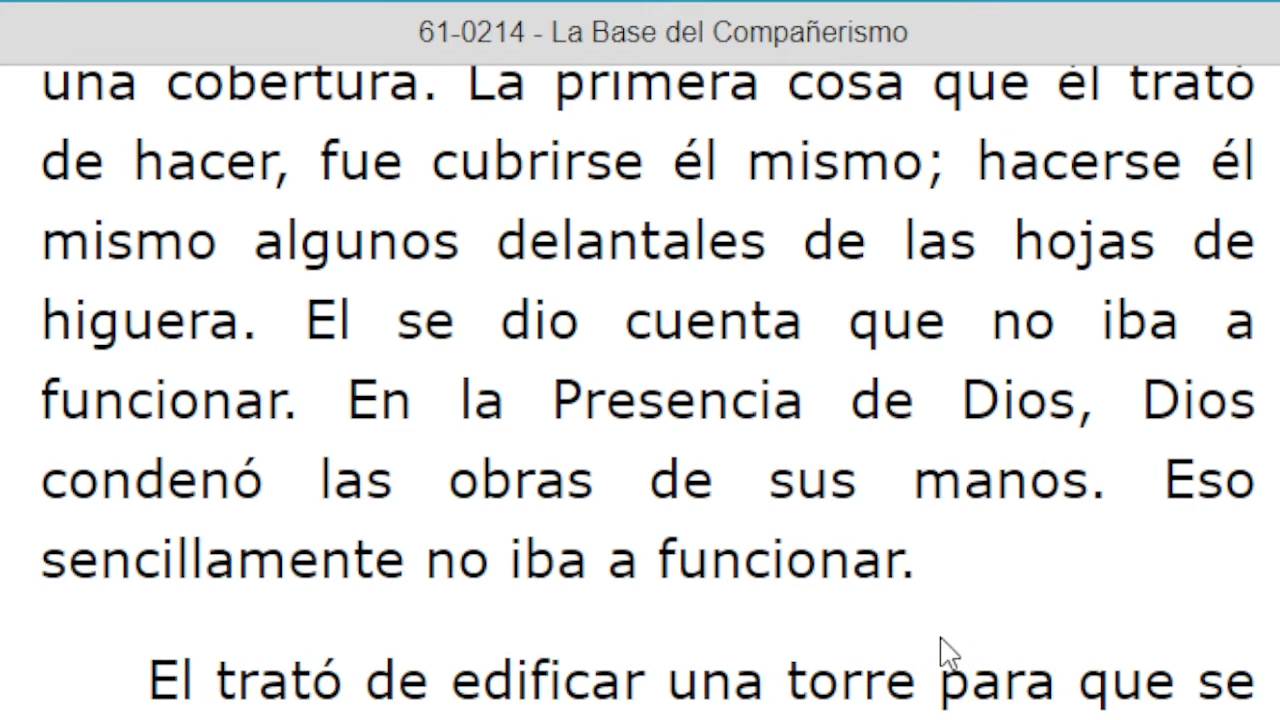 61-0214 - La Base del Compañerismo
una cobertura. La primera cosa que él trató
de hacer, fue cubrirse él mismo; hacerse él
mismo algunos delantales de las hojas de
higuera. El se dio cuenta que no iba a
funcionar. En la Presencia de Dios, Dios
condenó las obras de sus manos. Eso
sencillamente no iba a funcionar.
El trató de edificar una torre para que se